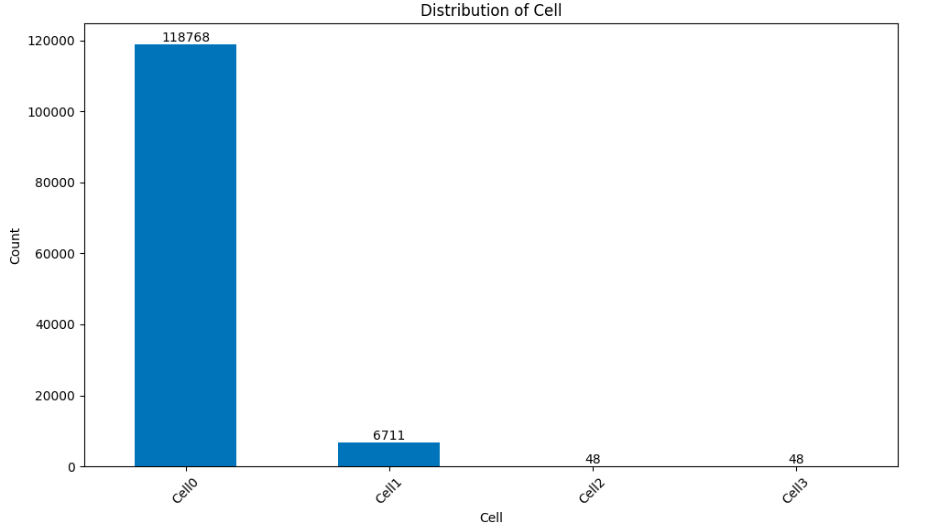 Distribution of Cell
120000
100000
80000
60000
40000
20000
0
Count
118768
6711
48
48
Cell0
Cell1
Cell2
Cell3
Cell